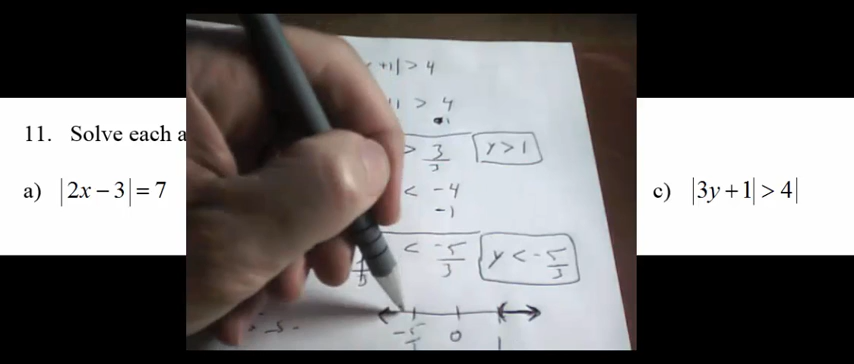 11. Solve each a
a) |2x − 3| = 7
c) |3y + 1| > 4|
+1| > 4
1 > 4
> 3/3
y > 1
< -4
-1
< -5/3
y < -5/3
-5
0
1